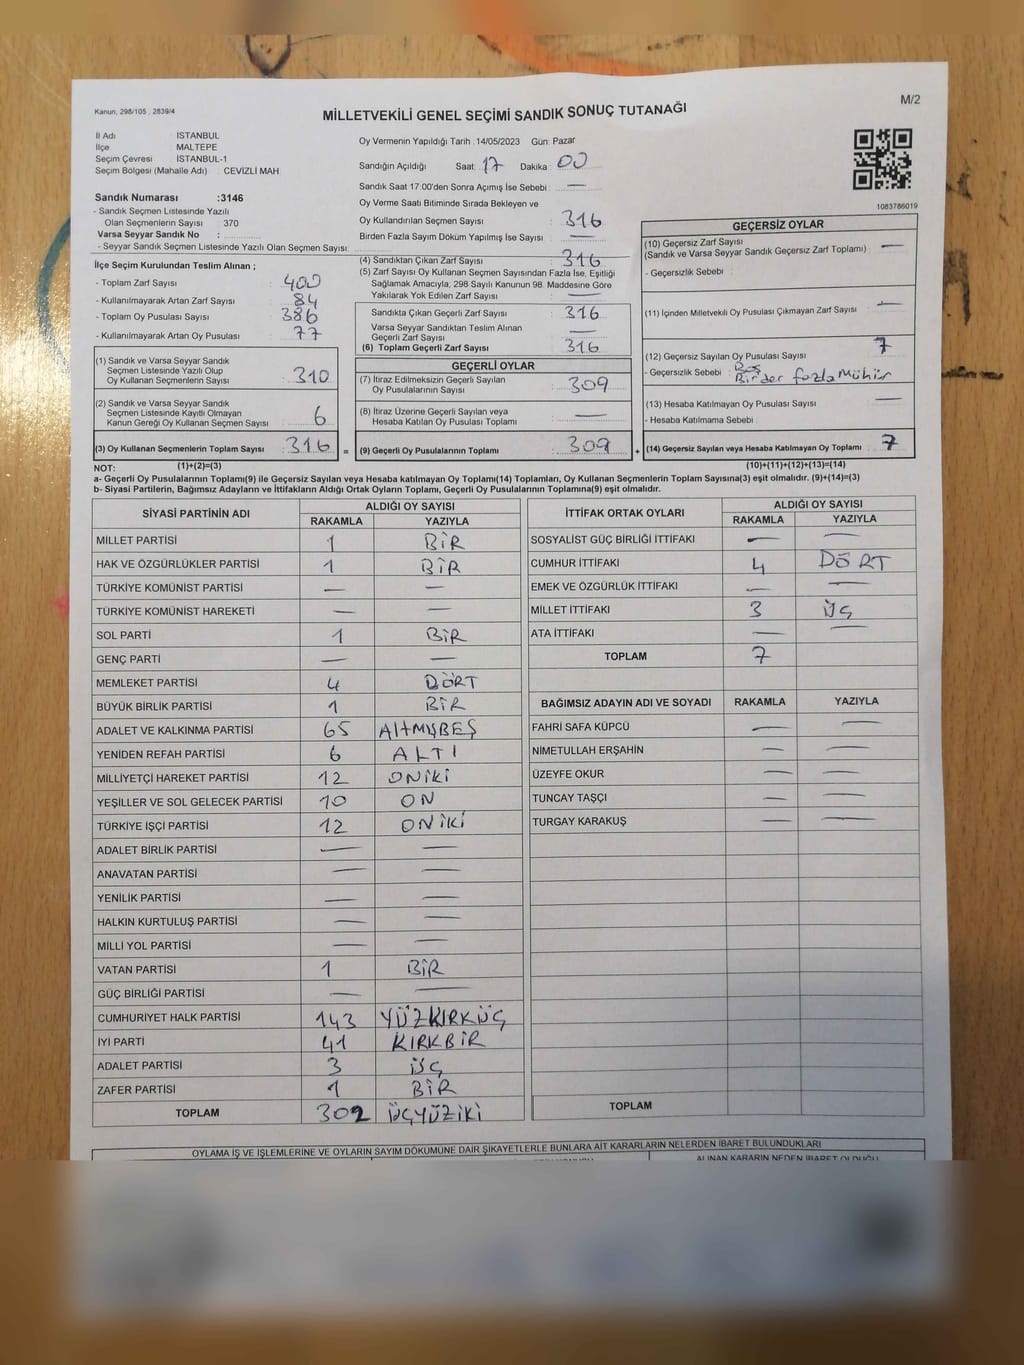 Kanun; 298/105 , 2839/4
MİLLETVEKİLİ GENEL SEÇİMİ SANDIK SONUÇ TUTANAĞI
M/2
İl Adı : İSTANBUL
İlçe MALTEPE
Seçim Çevresi : İSTANBUL-1
Seçim Bölgesi (Mahalle Adı) : CEVİZLİ MAH.
Sandık Numarası :3146
- Sandık Seçmen Listesinde Yazılı
Olan Seçmenlerin Sayısı : 370
Varsa Seyyar Sandık No :
- Seyyar Sandık Seçmen Listesinde Yazılı Olan Seçmen Sayısı:
Oy Vermenin Yapıldığı Tarih :14/05/2023 Gün: Pazar
Sandığın Açıldığı Saat: 17 Dakika: 00
Sandık Saat 17:00'den Sonra Açımış İse Sebebi : —
Oy Verme Saati Bitiminde Sırada Bekleyen ve
Oy Kullandırılan Seçmen Sayısı : 316
Birden Fazla Sayım Döküm Yapılmış İse Sayısı : —
1083786019
İlçe Seçim Kurulundan Teslim Alınan ;
- Toplam Zarf Sayısı : 400
- Kullanılmayarak Artan Zarf Sayısı : 84
- Toplam Oy Pusulası Sayısı : 386
- Kullanılmayarak Artan Oy Pusulası : 77
(1) Sandık ve Varsa Seyyar Sandık
Seçmen Listesinde Yazılı Olup
Oy Kullanan Seçmenlerin Sayısı : 310
(2) Sandık ve Varsa Seyyar Sandık
Seçmen Listesinde Kayıtlı Olmayan
Kanun Gereği Oy Kullanan Seçmen Sayısı : 6
(3) Oy Kullanan Seçmenlerin Toplam Sayısı : 316 =
(4) Sandıktan Çıkan Zarf Sayısı : 316
(5) Zarf Sayısı Oy Kullanan Seçmen Sayısından Fazla İse, Eşitliği
Sağlamak Amacıyla, 298 Sayılı Kanunun 98. Maddesine Göre
Yakılarak Yok Edilen Zarf Sayısı : —
Sandıkta Çıkan Geçerli Zarf Sayısı : 316
Varsa Seyyar Sandıktan Teslim Alınan
Geçerli Zarf Sayısı : —
(6) Toplam Geçerli Zarf Sayısı : 316
GEÇERLİ OYLAR
(7) İtiraz Edilmeksizin Geçerli Sayılan
Oy Pusulalarının Sayısı : 309
(8) İtiraz Üzerine Geçerli Sayılan veya
Hesaba Katılan Oy Pusulası Toplamı : —
(9) Geçerli Oy Pusulalarının Toplamı : 309 +
GEÇERSİZ OYLAR
(10) Geçersiz Zarf Sayısı
(Sandık ve Varsa Seyyar Sandık Geçersiz Zarf Toplamı) : —
- Geçersizlik Sebebi :
(11) İçinden Milletvekili Oy Pusulası Çıkmayan Zarf Sayısı : —
(12) Geçersiz Sayılan Oy Pusulası Sayısı : 7
- Geçersizlik Sebebi : Boş
Birden fazla Mühür
(13) Hesaba Katılmayan Oy Pusulası Sayısı : —
- Hesaba Katılmama Sebebi :
(14) Geçersiz Sayılan veya Hesaba Katılmayan Oy Toplamı : 7
NOT: (1)+(2)=(3) (10)+(11)+(12)+(13)=(14)
a- Geçerli Oy Pusulalarının Toplamı(9) ile Geçersiz Sayılan veya Hesaba katılmayan Oy Toplamı(14) Toplamları, Oy Kullanan Seçmenlerin Toplam Sayısına(3) eşit olmalıdır. (9)+(14)=(3)
b- Siyasi Partilerin, Bağımsız Adayların ve İttifakların Aldığı Oy Sayıları Ortak Oyların Toplamı, Geçerli Oy Pusulalarının Toplamına(9) eşit olmalıdır.
SİYASİ PARTİNİN ADI ALDIĞI OY SAYISI
RAKAMLA YAZIYLA
MİLLET PARTİSİ 1 BİR
HAK VE ÖZGÜRLÜKLER PARTİSİ 1 BİR
TÜRKİYE KOMÜNİST PARTİSİ — —
TÜRKİYE KOMÜNİST HAREKETİ — —
SOL PARTİ 1 BİR
GENÇ PARTİ — —
MEMLEKET PARTİSİ 4 DÖRT
BÜYÜK BİRLİK PARTİSİ 1 BİR
ADALET VE KALKINMA PARTİSİ 65 AltMIŞBEŞ
YENİDEN REFAH PARTİSİ 6 ALTI
MİLLİYETÇİ HAREKET PARTİSİ 12 ONİKİ
YEŞİLLER VE SOL GELECEK PARTİSİ 10 ON
TÜRKİYE İŞÇİ PARTİSİ 12 ONİKİ
ADALET BİRLİK PARTİSİ — —
ANAVATAN PARTİSİ — —
YENİLİK PARTİSİ — —
HALKIN KURTULUŞ PARTİSİ — —
MİLLİ YOL PARTİSİ — —
VATAN PARTİSİ 1 BİR
GÜÇ BİRLİĞİ PARTİSİ — —
CUMHURİYET HALK PARTİSİ 143 YÜZKIRKÜÇ
İYİ PARTİ 41 KIRKBİR
ADALET PARTİSİ 3 ÜÇ
ZAFER PARTİSİ 1 BİR
TOPLAM 302 ÜÇYÜZİKİ
İTTİFAK ORTAK OYLARI ALDIĞI OY SAYISI
RAKAMLA YAZIYLA
SOSYALİST GÜÇ BİRLİĞİ İTTİFAKI — —
CUMHUR İTTİFAKI 4 DÖRT
EMEK VE ÖZGÜRLÜK İTTİFAKI — —
MİLLET İTTİFAKI 3 ÜÇ
ATA İTTİFAKI — —
TOPLAM 7
BAĞIMSIZ ADAYIN ADI VE SOYADI RAKAMLA YAZIYLA
FAHRİ SAFA KÜPCÜ — —
NİMETULLAH ERŞAHİN — —
ÜZEYFE OKUR — —
TUNCAY TAŞÇI — —
TURGAY KARAKUŞ — —
TOPLAM
OYLAMA İŞ VE İŞLEMLERİNE VE OYLARIN SAYIM DÖKÜMÜNE DAİR ŞİKAYETLERLE BUNLARA AİT KARARLARIN NELERDEN İBARET BULUNDUKLARI
ALINAN KARARIN NEDEN İBARET OLDUĞU